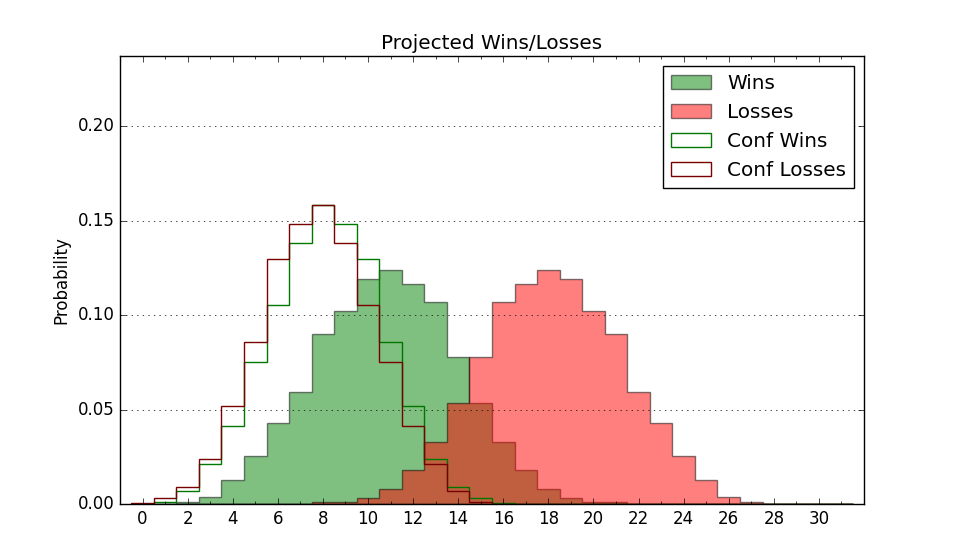 Projected Wins/Losses
Wins
Losses
Conf Wins
Conf Losses
Probability
0.20
0.15
0.10
0.05
0.00
0 2 4 6 8 10 12 14 16 18 20 22 24 26 28 30